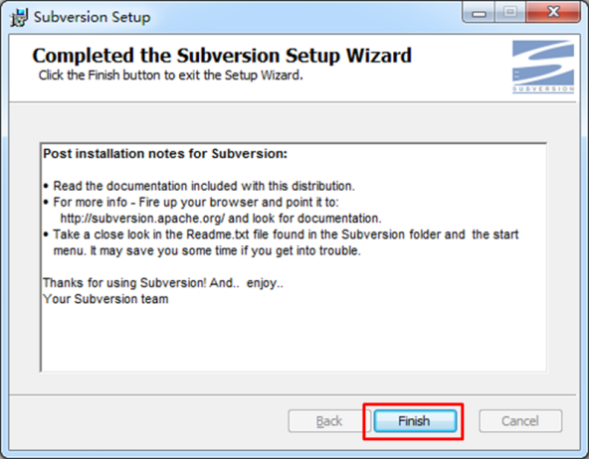 Subversion Setup
Completed the Subversion Setup Wizard
Click the Finish button to exit the Setup Wizard.
SUBVERSION
Post installation notes for Subversion:
• Read the documentation included with this distribution.
• For more info - Fire up your browser and point it to:
http://subversion.apache.org/ and look for documentation.
• Take a close look in the Readme.txt file found in the Subversion folder and the start
menu. It may save you some time if you get into trouble.
Thanks for using Subversion! And.. enjoy..
Your Subversion team
Back
Finish
Cancel